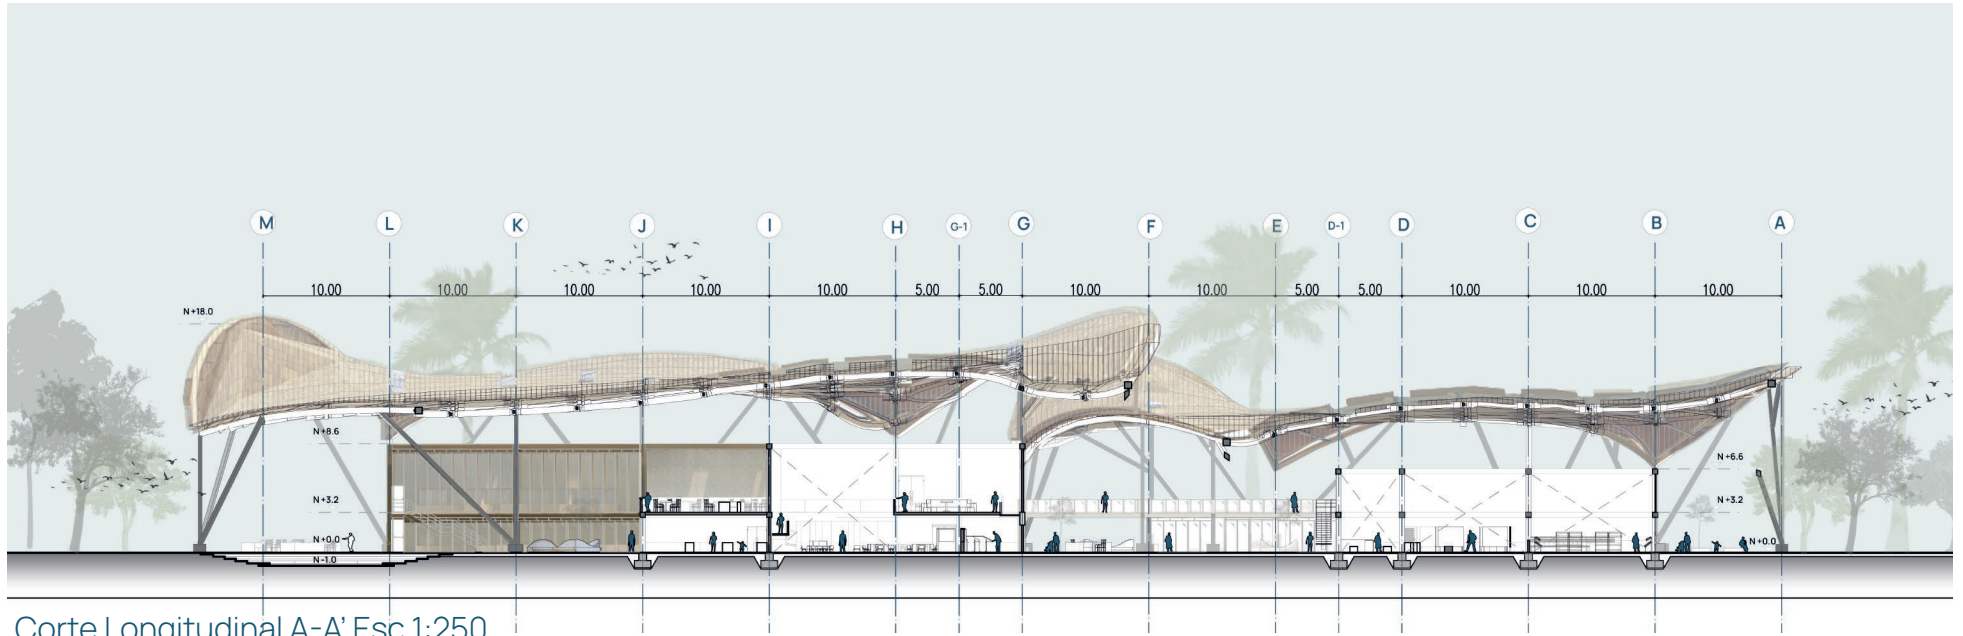 M L K J I H G-1 G F E D-1 D C B A
10.00 10.00 10.00 10.00 10.00 5.00 5.00 10.00 10.00 5.00 5.00 10.00 10.00 10.00
N+18.0
N+8.6
N+6.6
N+3.2 N+3.2
N+0.0 N+0.0
N-1.0
Corte Longitudinal A-A' Esc 1:250